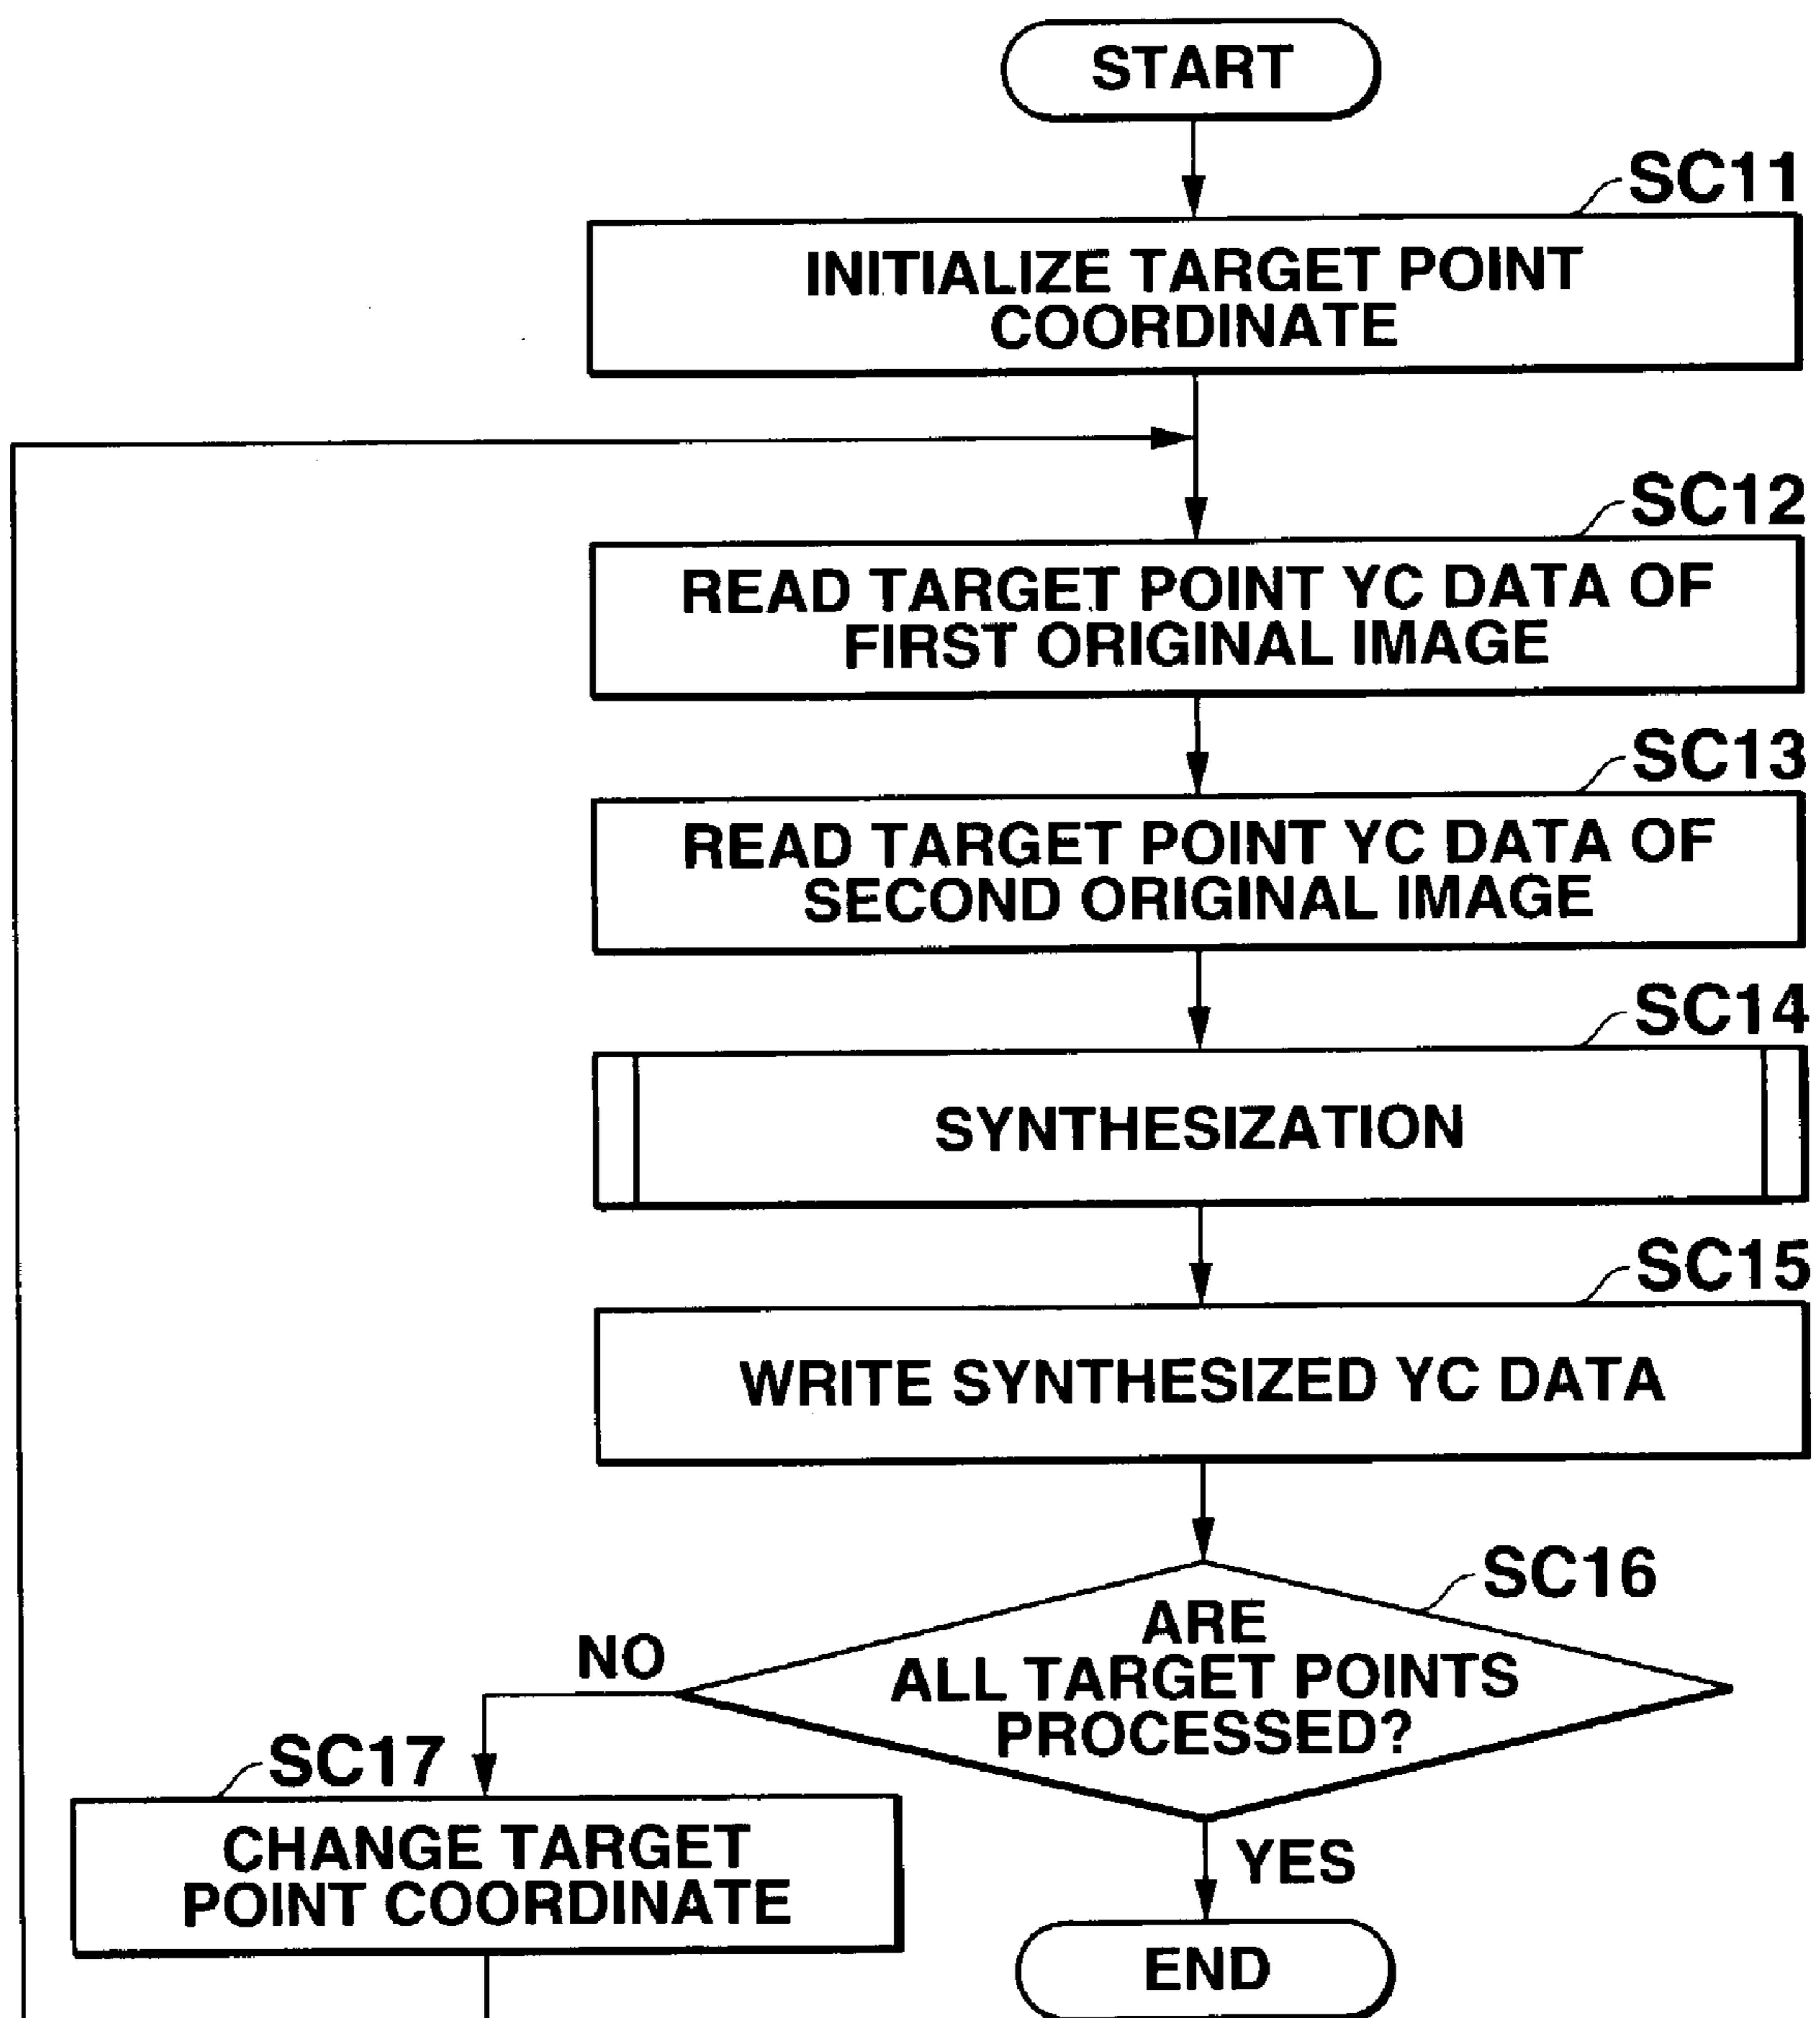 START
SC11
INITIALIZE TARGET POINT
COORDINATE
SC12
READ TARGET POINT YC DATA OF
FIRST ORIGINAL IMAGE
SC13
READ TARGET POINT YC DATA OF
SECOND ORIGINAL IMAGE
SC14
SYNTHESIZATION
SC15
WRITE SYNTHESIZED YC DATA
SC16
ARE
ALL TARGET POINTS
PROCESSED?
NO
SC17
CHANGE TARGET
POINT COORDINATE
YES
END